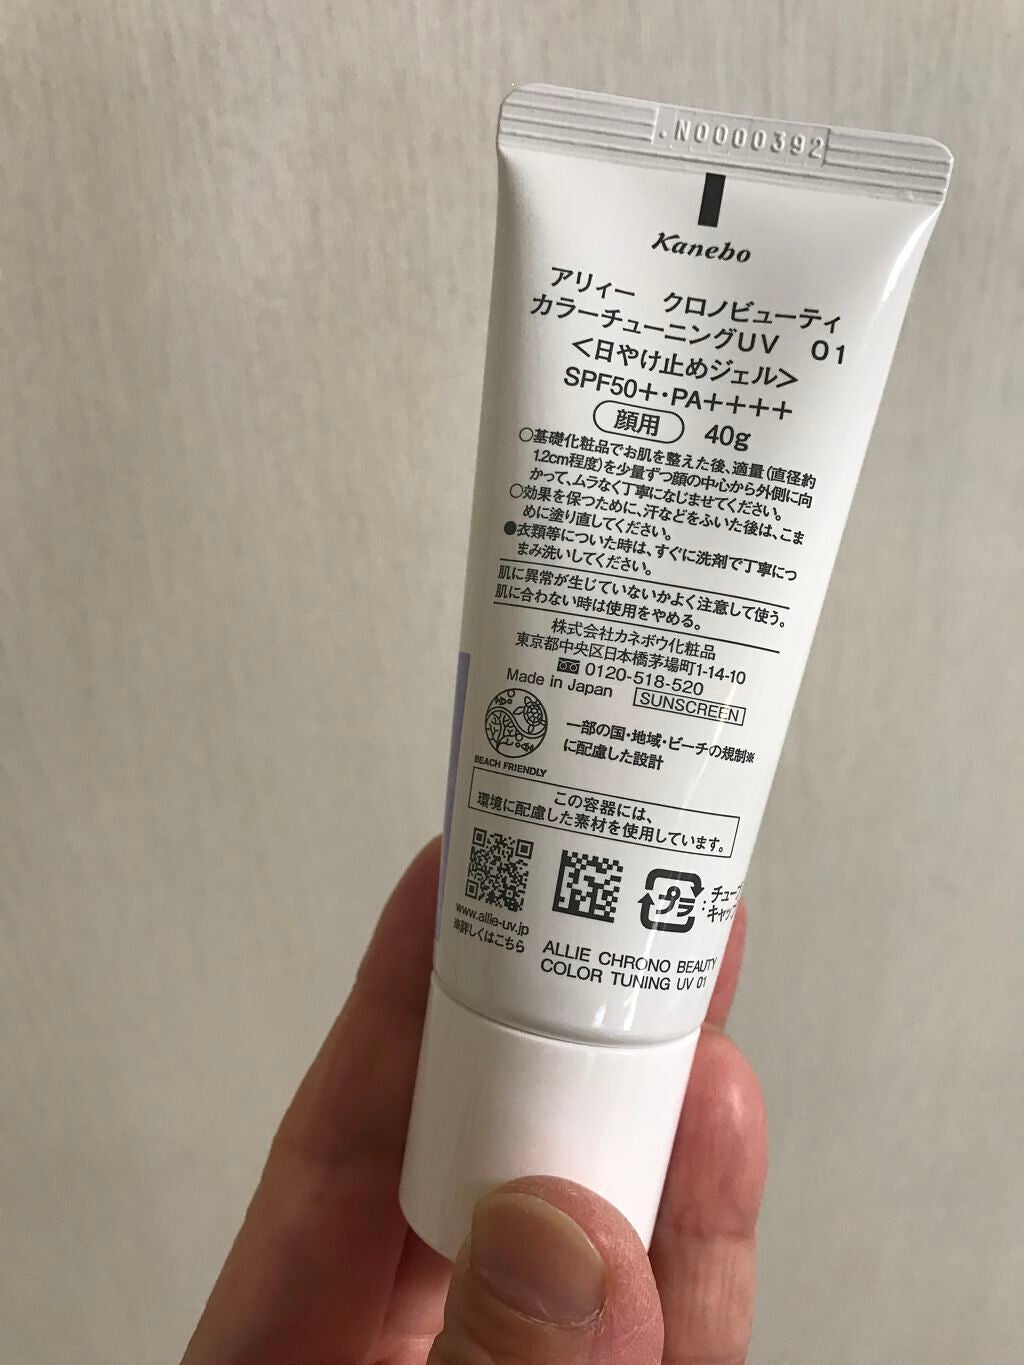 .N0000392
Kanebo
アリィー クロノビューティ
カラーチューニングUV 01
<日やけ止めジェル>
SPF50+・PA++++
顔用 40g
○基礎化粧品でお肌を整えた後、適量(直径約
1.2cm程度)を少量ずつ顔の中心から外側に向
かって、ムラなく丁寧になじませてください。
○効果を保つために、汗などをふいた後は、こま
めに塗り直してください。
●衣類等についた時は、すぐに洗剤で丁寧につ
まみ洗いしてください。
肌に異常が生じていないかよく注意して使う。
肌に合わない時は使用をやめる。
株式会社カネボウ化粧品
東京都中央区日本橋茅場町1-14-10
0120-518-520
Made in Japan SUNSCREEN
一部の国・地域・ビーチの規制※
に配慮した設計
BEACH FRIENDLY
この容器には、
環境に配慮した素材を使用しています。
プラ :チューブ
キャップ
www.allie-uv.jp
※詳しくはこちら
ALLIE CHRONO BEAUTY
COLOR TUNING UV 01